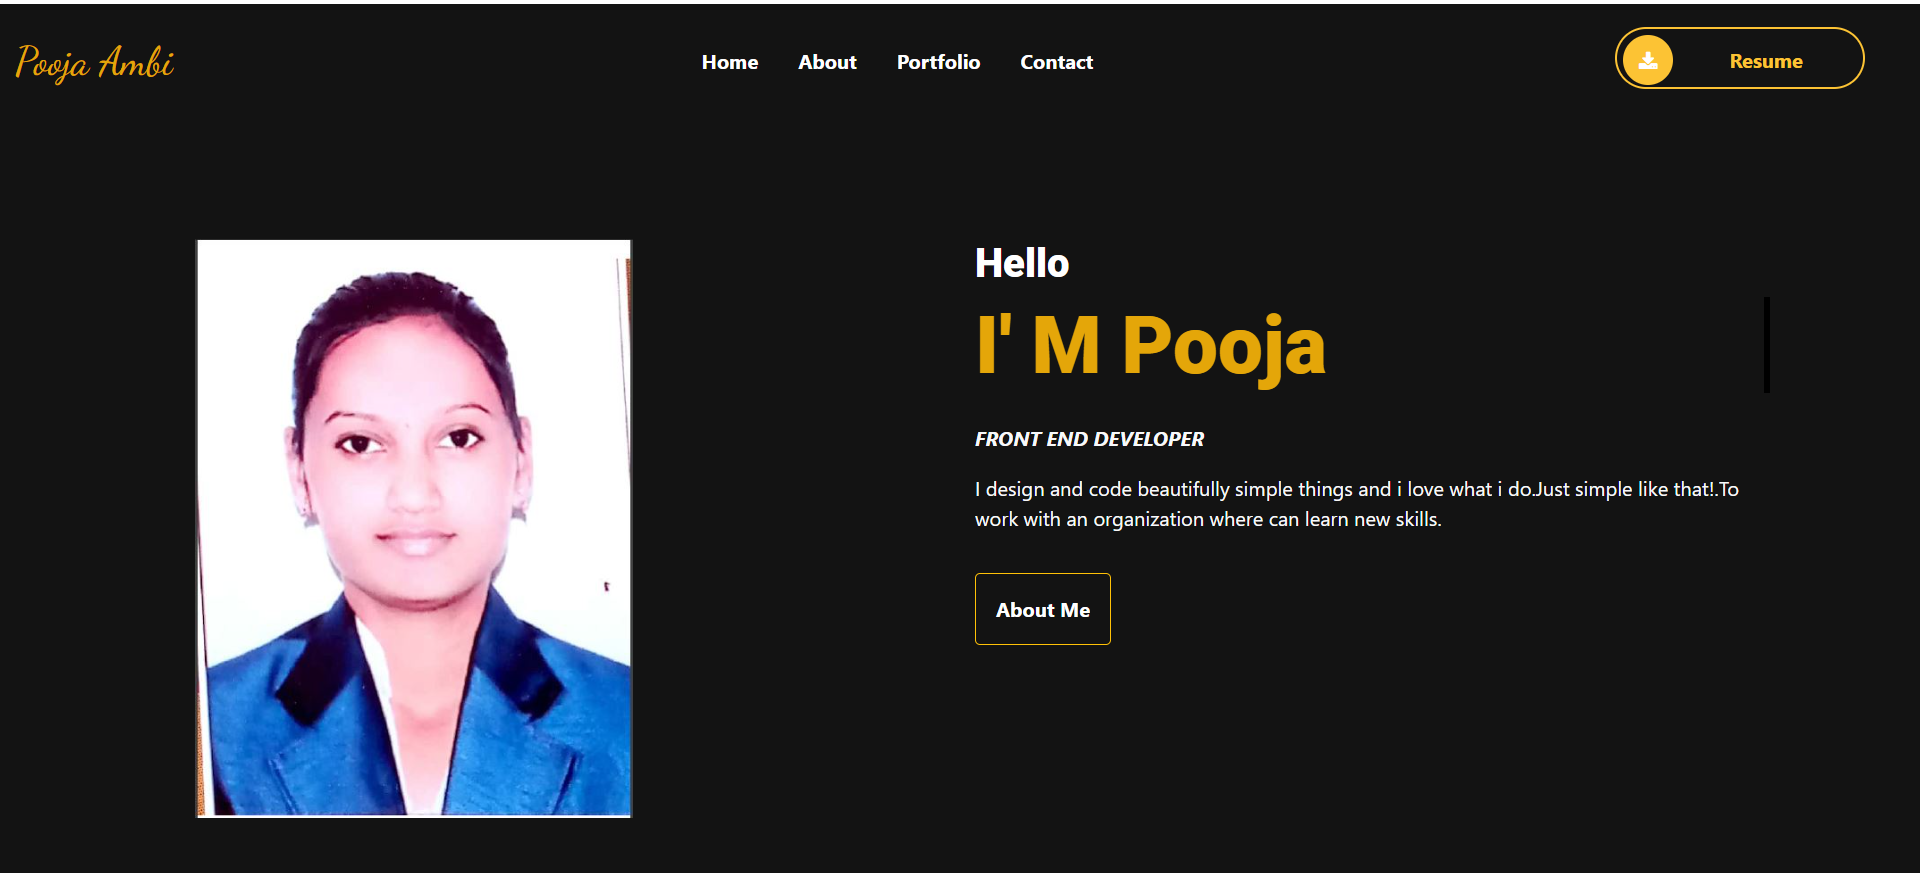 Pooja Ambi
Home About Portfolio Contact
Resume
Hello
I' M Pooja
FRONT END DEVELOPER
I design and code beautifully simple things and i love what i do.Just simple like that!.To
work with an organization where can learn new skills.
About Me